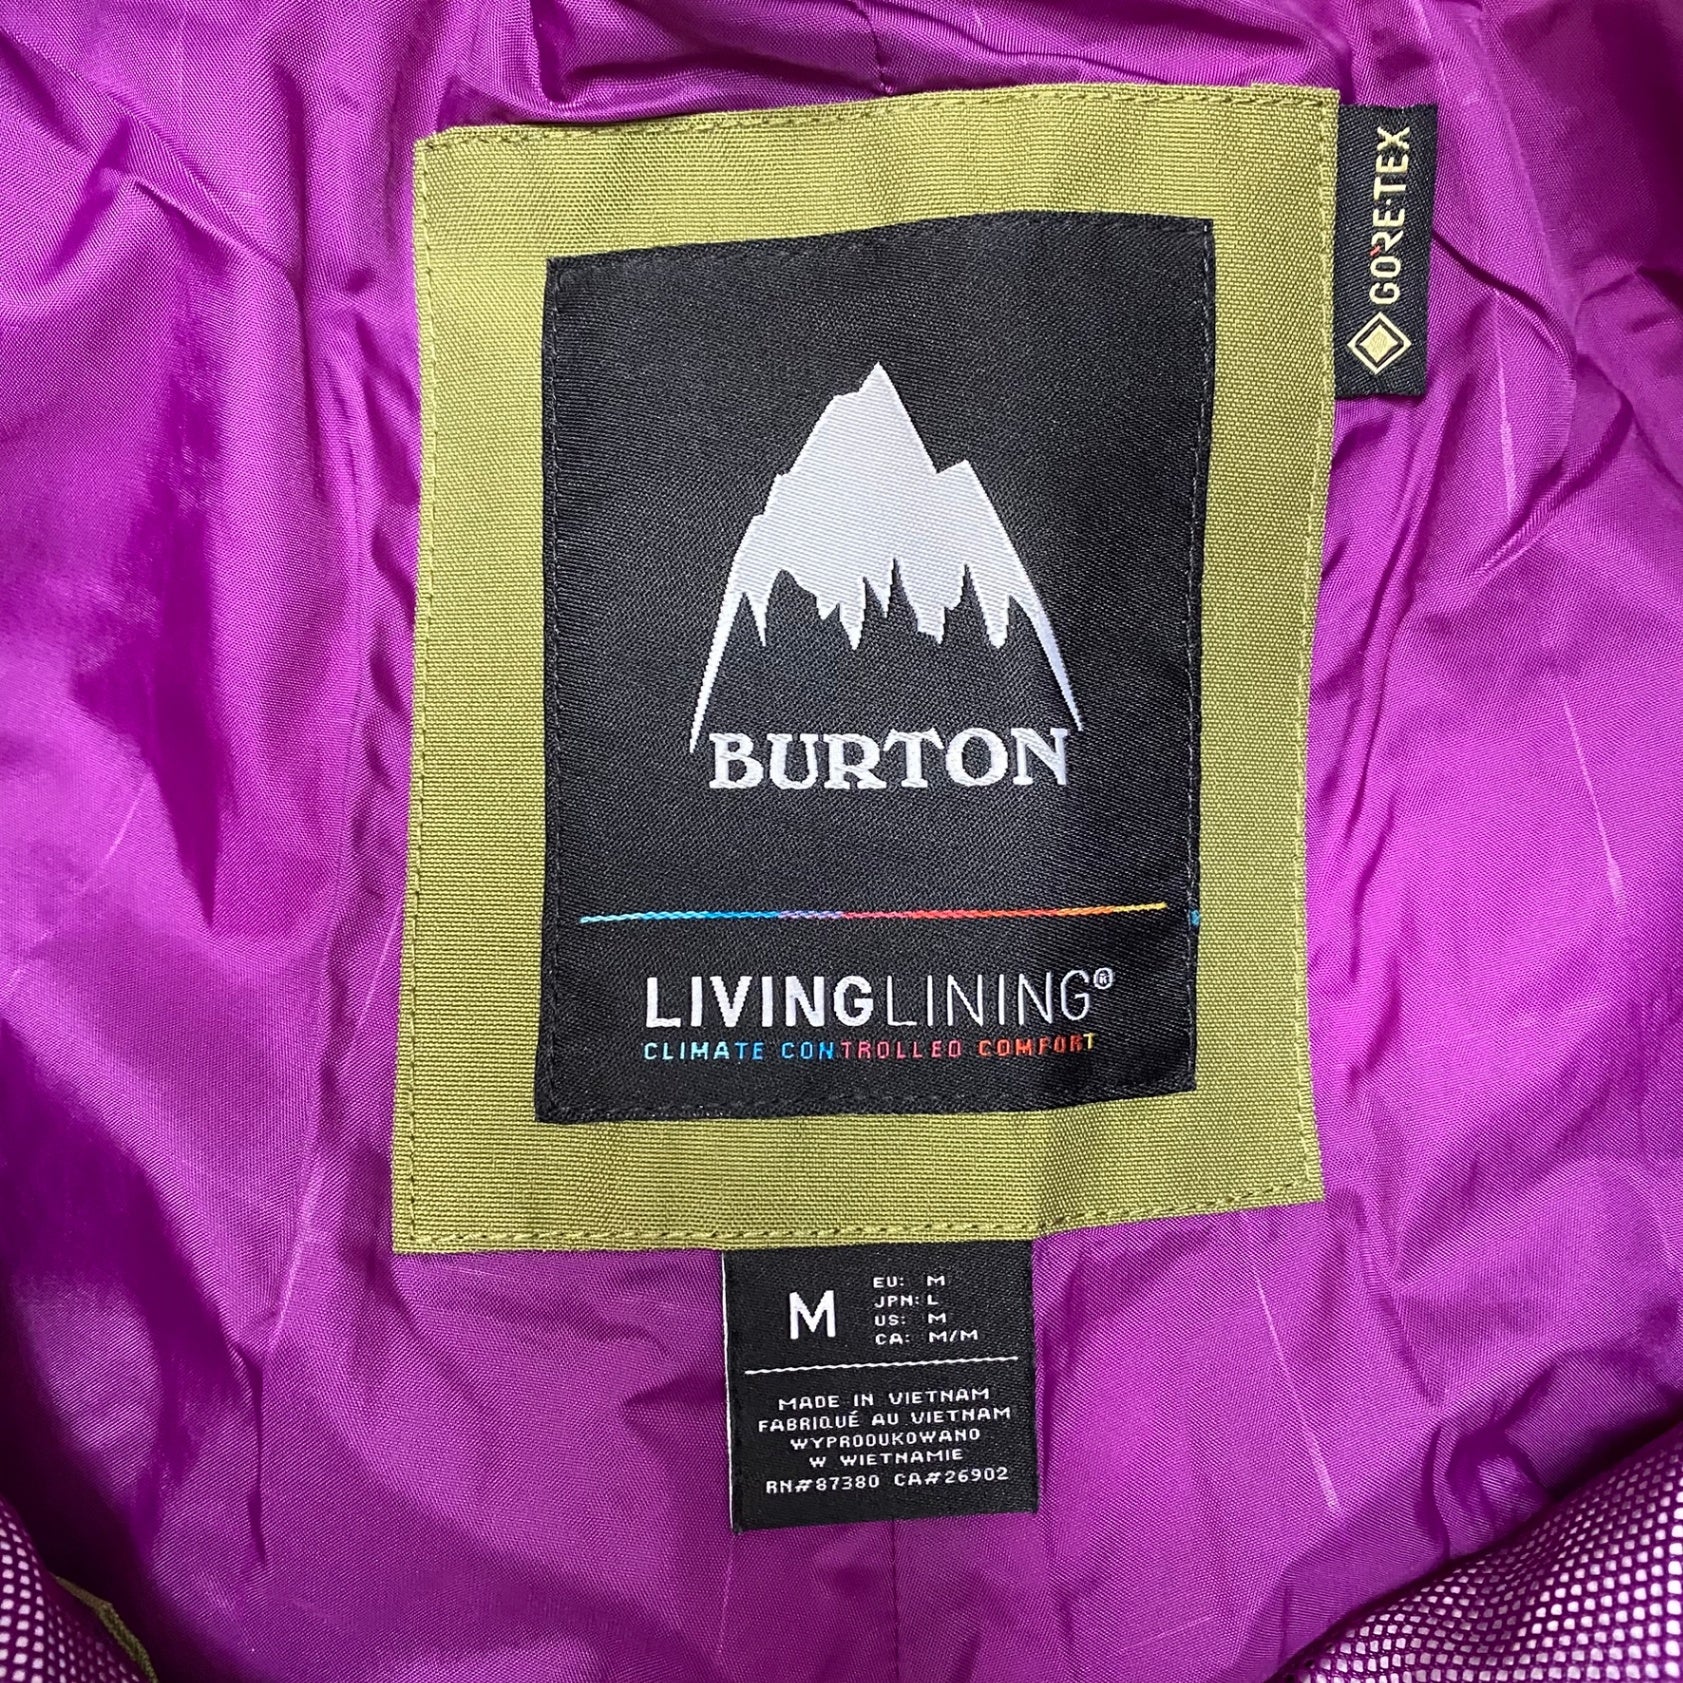 GORE-TEX
BURTON
LIVINGLINING®
CLIMATE CONTROLLED COMFORT
M
EU: M
JPN: L
US: M
CA: M/M
MADE IN VIETNAM
FABRIQUÉ AU VIETNAM
WYPRODUKOWANO
W WIETNAMIE
RN#87380 CA#26902